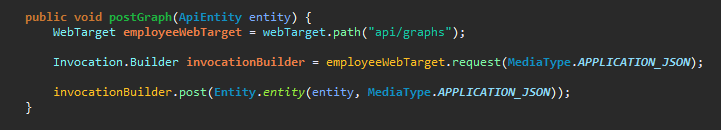 public void postGraph(ApiEntity entity) {
WebTarget employeeWebTarget = webTarget.path("api/graphs");
Invocation.Builder invocationBuilder = employeeWebTarget.request(MediaType.APPLICATION_JSON);
invocationBuilder.post(Entity.entity(entity, MediaType.APPLICATION_JSON));
}